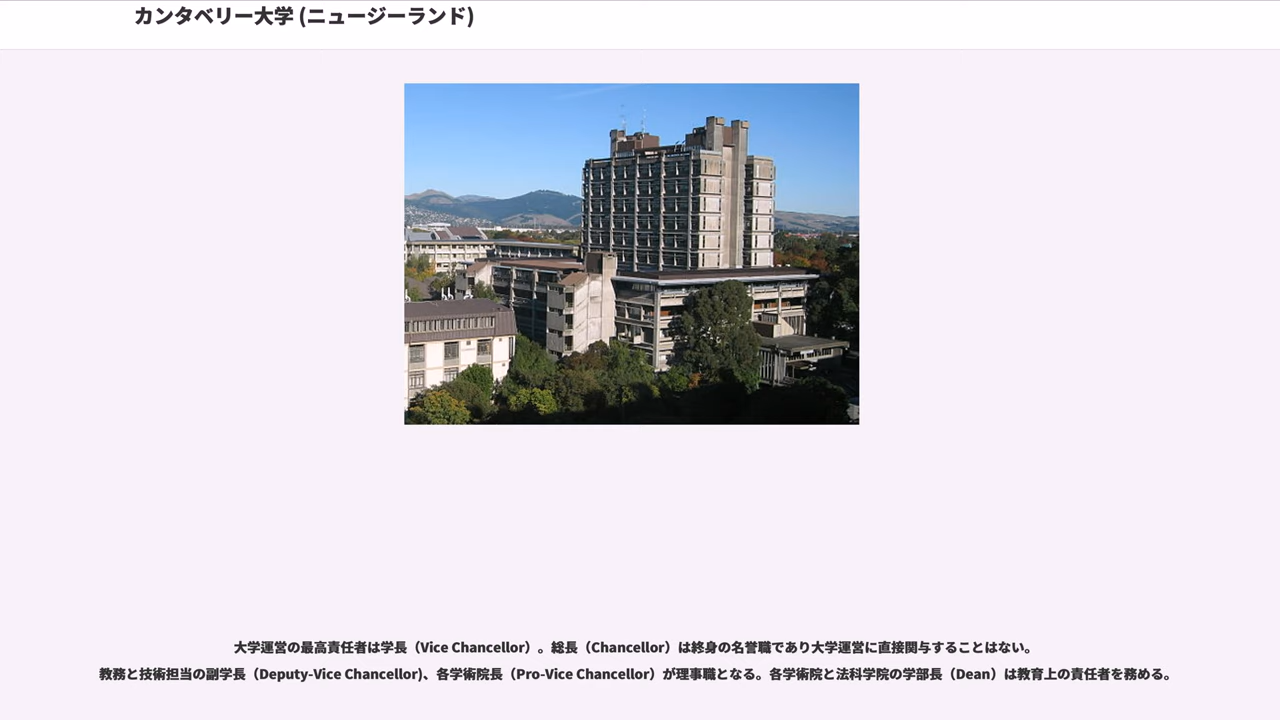 カンタベリー大学 (ニュージーランド)
大学運営の最高責任者は学長（Vice Chancellor）。総長（Chancellor）は終身の名誉職であり大学運営に直接関与することはない。
教務と技術担当の副学長（Deputy-Vice Chancellor)、各学術院長（Pro-Vice Chancellor）が理事職となる。各学術院と法科学院の学部長（Dean）は教育上の責任者を務める。